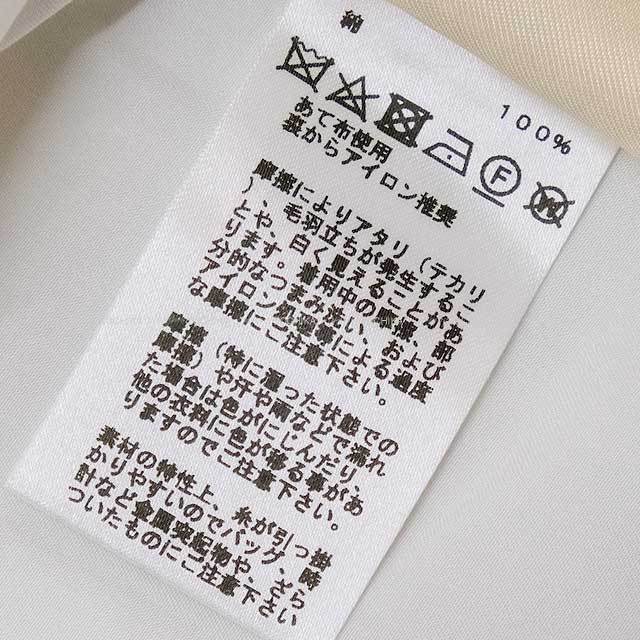 100%
F
W
あて布使用
裏からアイロン推奨
摩擦によりアタリ(テカリ
)、毛羽立ちが発生するこ
とや、白く見えることがあ
ります。着用中の摩擦、部
分的なつまみ洗い、および
アイロン処理等による過度
な摩擦にご注意下さい。
摩擦(特に湿った状態での
摩擦)や汗や雨などで濡れ
た場合は色がにじんだり、
他の衣料に色が移る事があ
りますのでご注意下さい。
素材の特性上、糸が引っ掛
かりやすいのでバッグ、時
計など金属突起物や、ざら
ついたものにご注意下さい